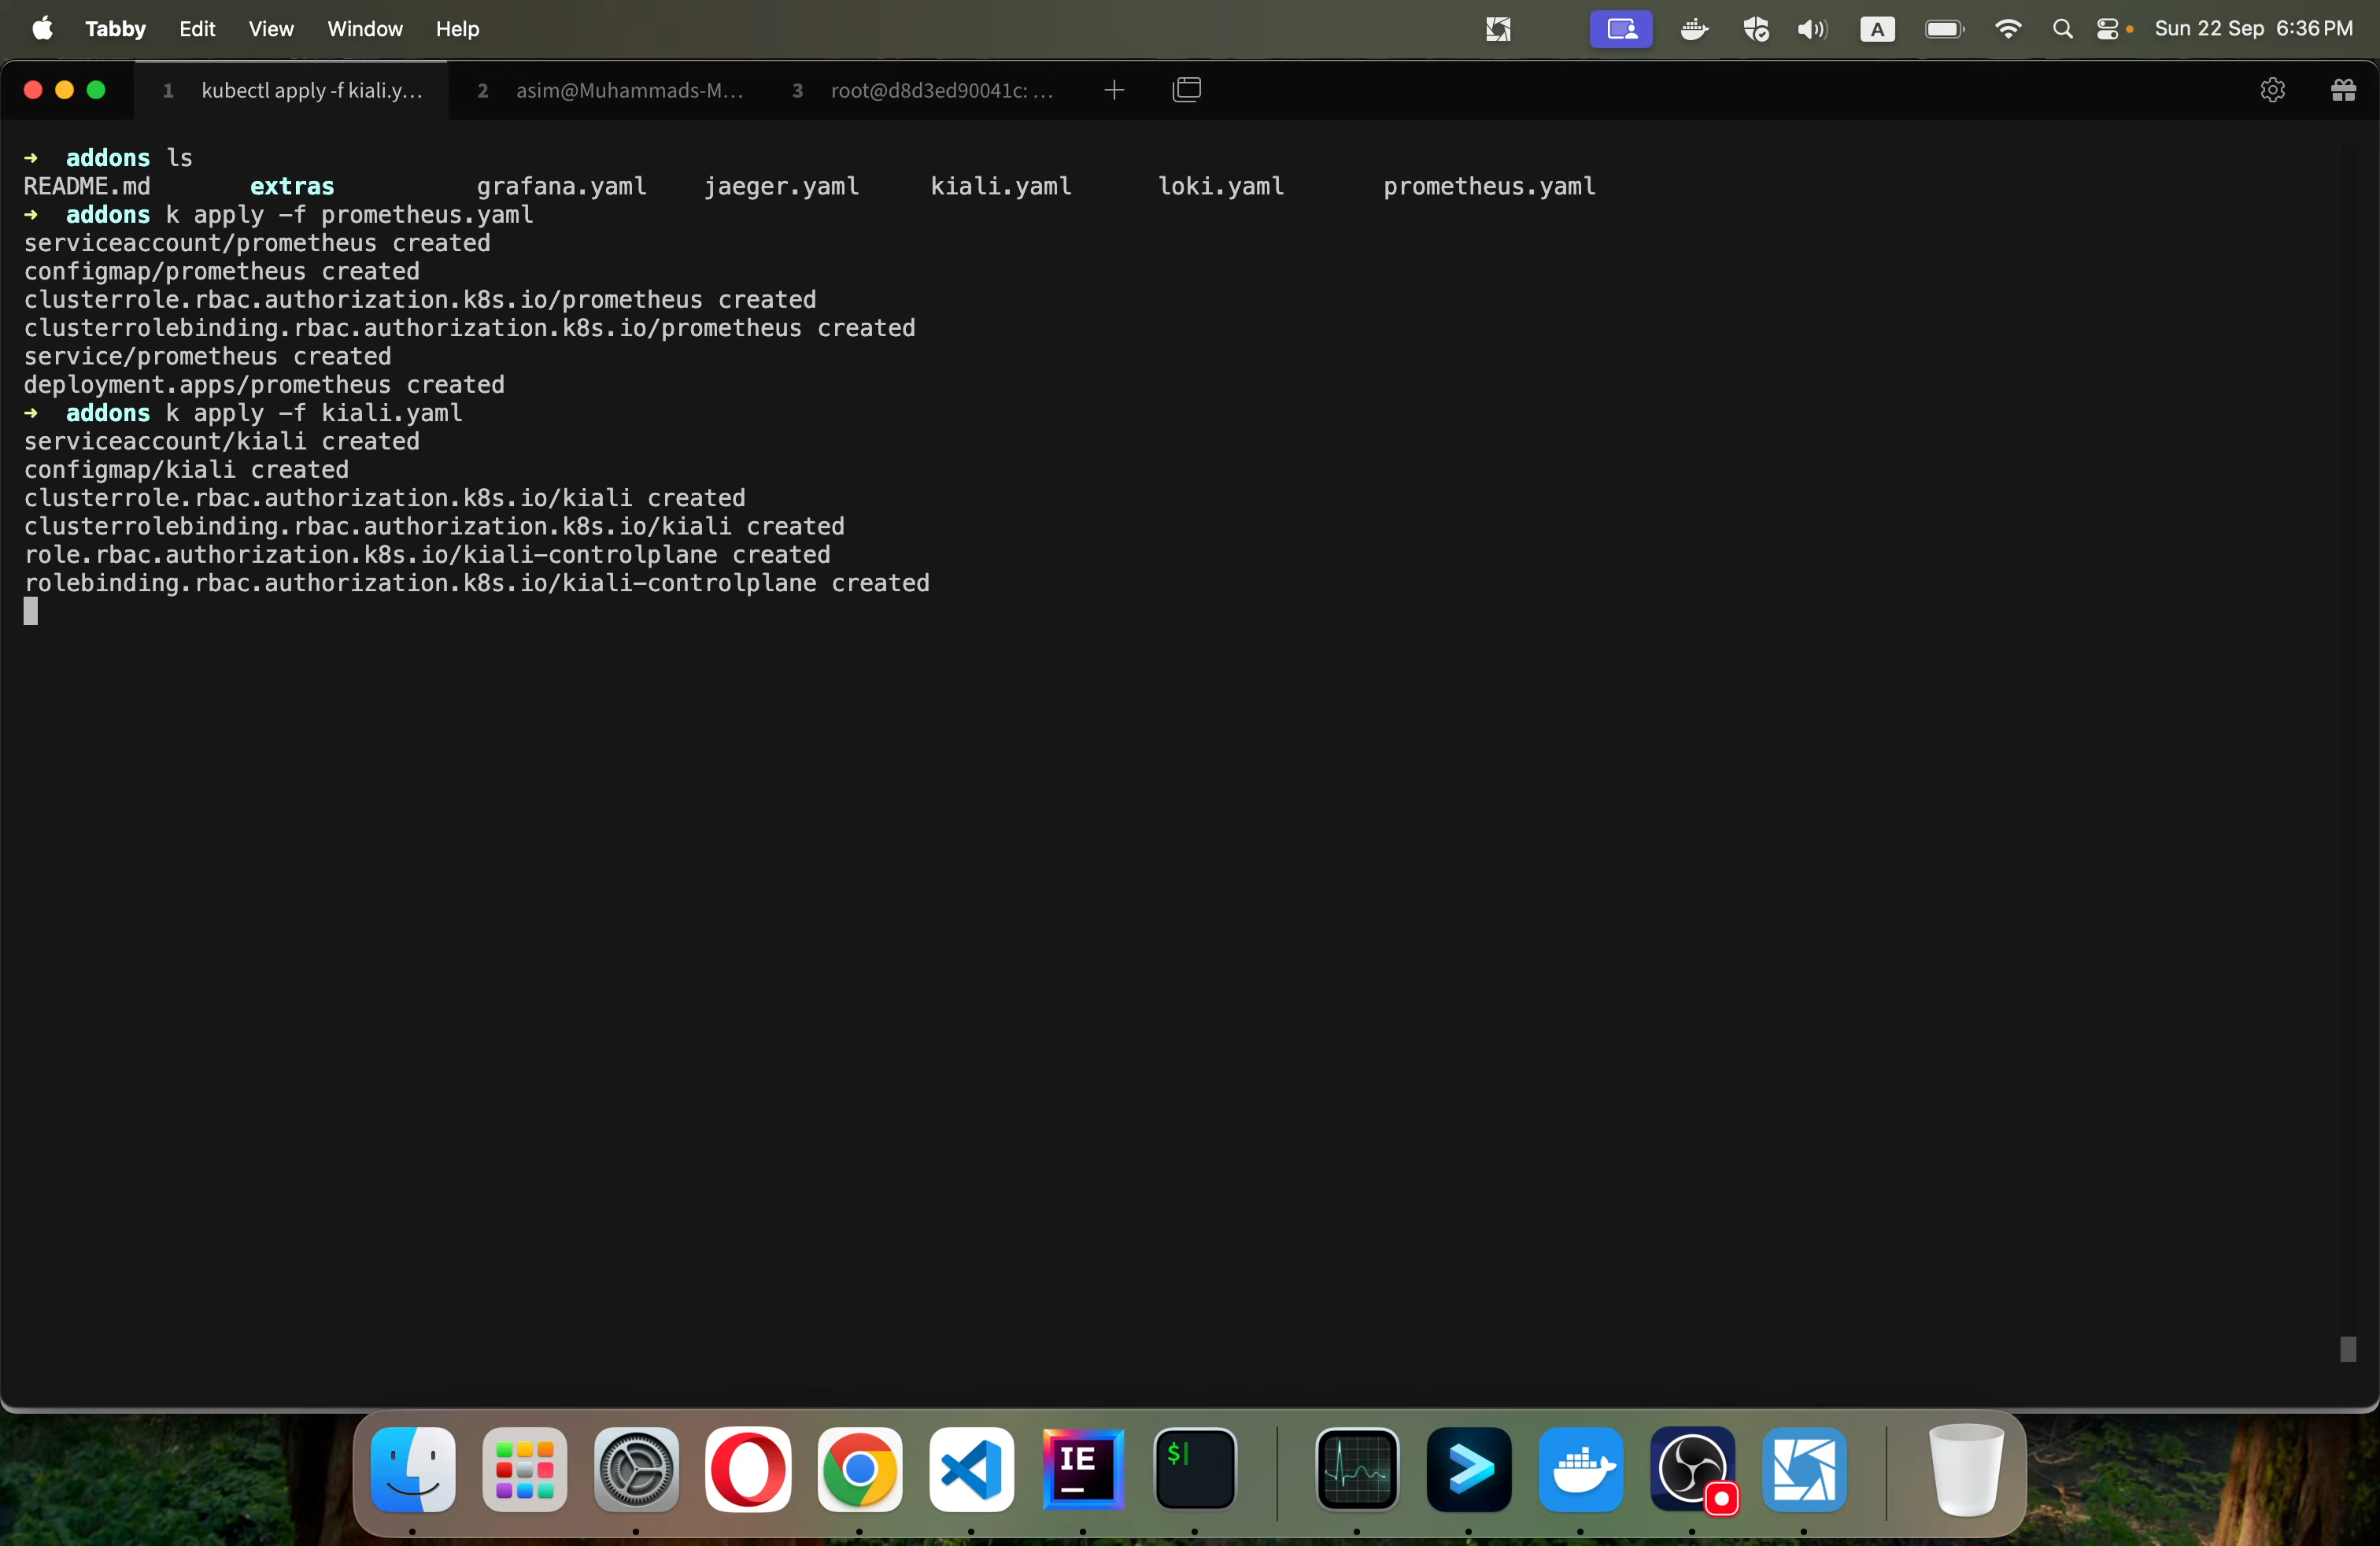 Tabby Edit View Window Help A Sun 22 Sep 6:36 PM
1 kubectl apply -f kiali.y... 2 asim@Muhammads-M... 3 root@d8d3ed90041c: ...
➜ addons ls
README.md extras grafana.yaml jaeger.yaml kiali.yaml loki.yaml prometheus.yaml
➜ addons k apply -f prometheus.yaml
serviceaccount/prometheus created
configmap/prometheus created
clusterrole.rbac.authorization.k8s.io/prometheus created
clusterrolebinding.rbac.authorization.k8s.io/prometheus created
service/prometheus created
deployment.apps/prometheus created
➜ addons k apply -f kiali.yaml
serviceaccount/kiali created
configmap/kiali created
clusterrole.rbac.authorization.k8s.io/kiali created
clusterrolebinding.rbac.authorization.k8s.io/kiali created
role.rbac.authorization.k8s.io/kiali-controlplane created
rolebinding.rbac.authorization.k8s.io/kiali-controlplane created
IE
$